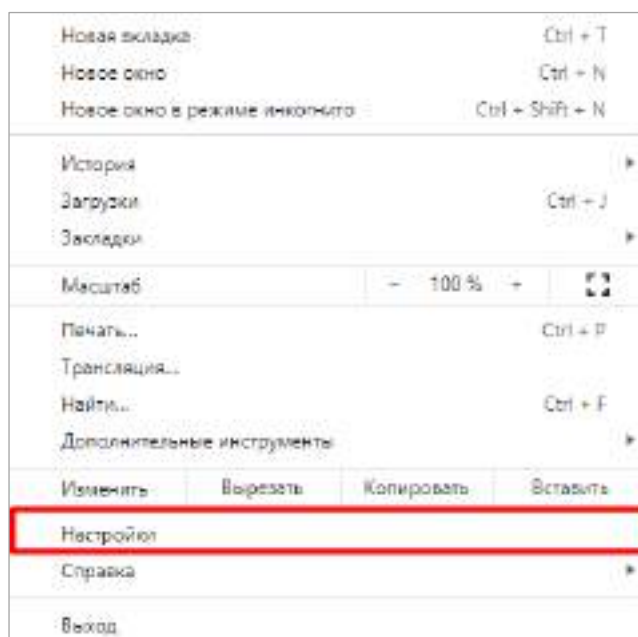 Новая вкладка Ctrl + T
Новое окно Ctrl + N
Новое окно в режиме инкогнито Ctrl + Shift + N
История
Загрузки Ctrl + J
Закладки
Масштаб - 100 % +
Печать... Ctrl + P
Трансляция...
Найти... Ctrl + F
Дополнительные инструменты
Изменить Вырезать Копировать Вставить
Настройки
Справка
Выход